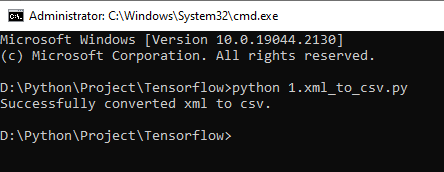 Administrator: C:\Windows\System32\cmd.exe
Microsoft Windows [Version 10.0.19044.2130]
(c) Microsoft Corporation. All rights reserved.
D:\Python\Project\Tensorflow>python 1.xml_to_csv.py
Successfully converted xml to csv.
D:\Python\Project\Tensorflow>